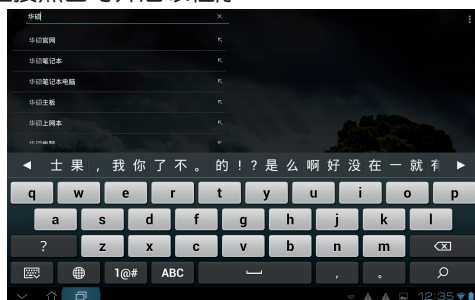 华硕
华硕官网
华硕笔记本
华硕笔记本电脑
华硕主板
华硕上网本
士 果 , 我 你 了 不 。 的 ! ? 是 么 啊 好 没 在 一 就 有
q w e r t y u i o p
a s d f g h j k l
? z x c v b n m
1@# ABC , 。
12:35